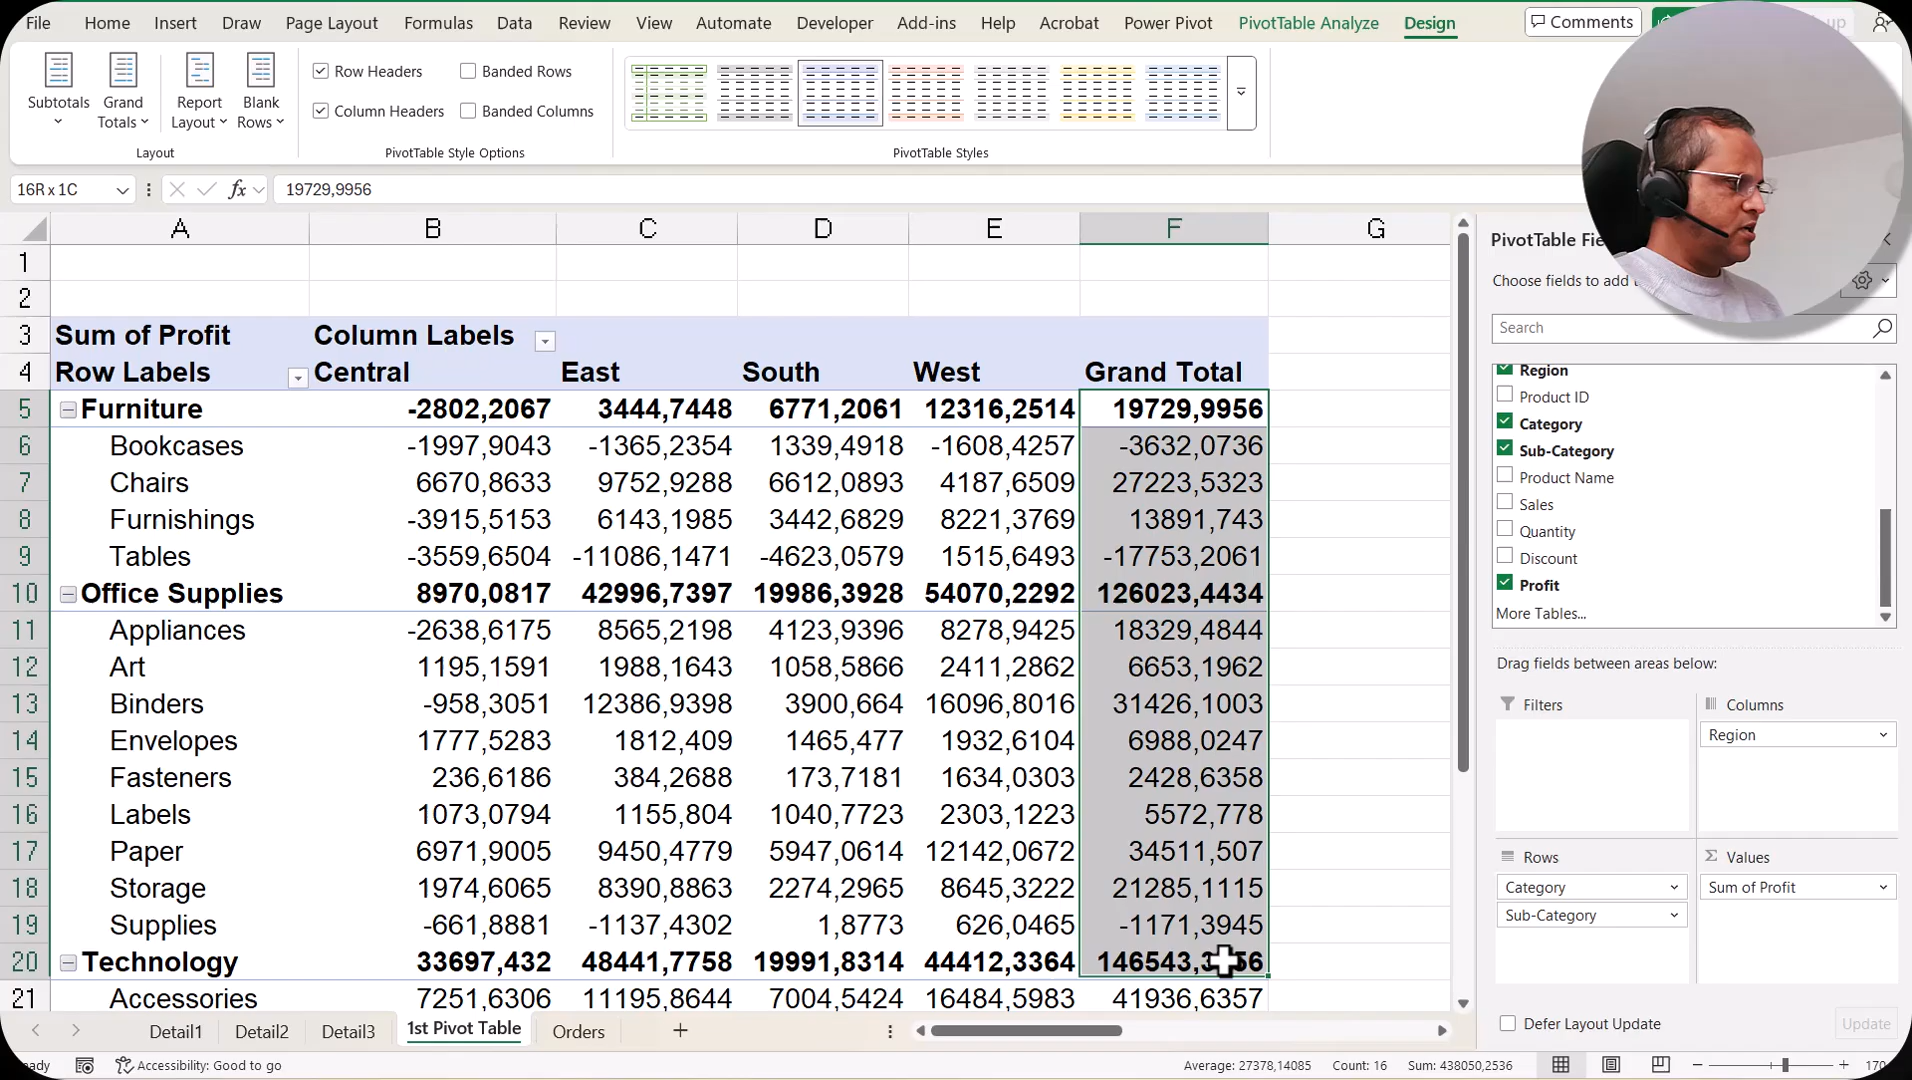 File Home Insert Draw Page Layout Formulas Data Review View Automate Developer Add-ins Help Acrobat Power Pivot PivotTable Analyze Design Comments
Subtotals Grand Totals Report Layout Blank Rows
Row Headers Banded Rows
Column Headers Banded Columns
Layout PivotTable Style Options PivotTable Styles
16R x 1C fx 19729,9956
A B C D E F G
1
2
3 Sum of Profit Column Labels
4 Row Labels Central East South West Grand Total
5 Furniture -2802,2067 3444,7448 6771,2061 12316,2514 19729,9956
6 Bookcases -1997,9043 -1365,2354 1339,4918 -1608,4257 -3632,0736
7 Chairs 6670,8633 9752,9288 6612,0893 4187,6509 27223,5323
8 Furnishings -3915,5153 6143,1985 3442,6829 8221,3769 13891,743
9 Tables -3559,6504 -11086,1471 -4623,0579 1515,6493 -17753,2061
10 Office Supplies 8970,0817 42996,7397 19986,3928 54070,2292 126023,4434
11 Appliances -2638,6175 8565,2198 4123,9396 8278,9425 18329,4844
12 Art 1195,1591 1988,1643 1058,5866 2411,2862 6653,1962
13 Binders -958,3051 12386,9398 3900,664 16096,8016 31426,1003
14 Envelopes 1777,5283 1812,409 1465,477 1932,6104 6988,0247
15 Fasteners 236,6186 384,2688 173,7181 1634,0303 2428,6358
16 Labels 1073,0794 1155,804 1040,7723 2303,1223 5572,778
17 Paper 6971,9005 9450,4779 5947,0614 12142,0672 34511,507
18 Storage 1974,6065 8390,8863 2274,2965 8645,3222 21285,1115
19 Supplies -661,8881 -1137,4302 1,8773 626,0465 -1171,3945
20 Technology 33697,432 48441,7758 19991,8314 44412,3364
21 Accessories 7251,6306 11195,8644 7004,5424 16484,5983 41936,6357
Detail1 Detail2 Detail3 1st Pivot Table Orders
Accessibility: Good to go Average: 27378,14085 Count: 16 Sum: 438050,2536
PivotTable
Choose fields to add
Search
Region
Product ID
Category
Sub-Category
Product Name
Sales
Quantity
Discount
Profit
More Tables...
Drag fields between areas below:
Filters Columns
Region
Rows Values
Category Sum of Profit
Sub-Category
Defer Layout Update Update